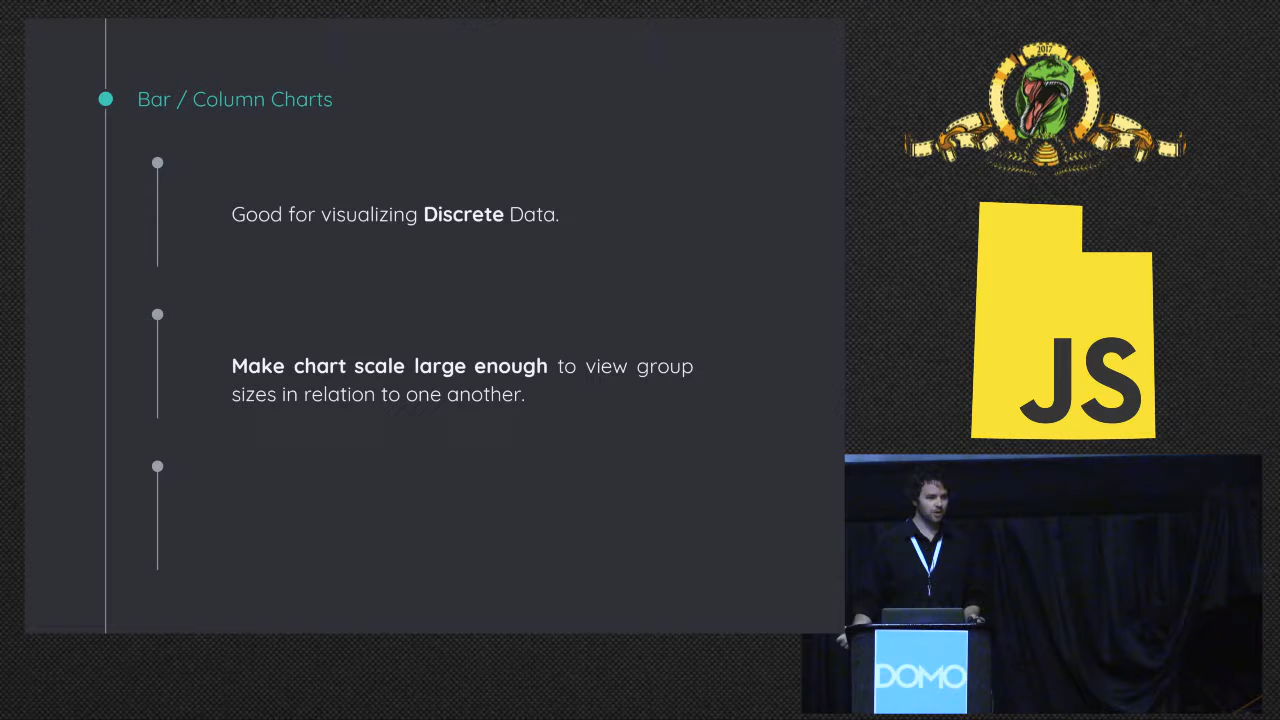 Bar / Column Charts
Good for visualizing Discrete Data.
Make chart scale large enough to view group
sizes in relation to one another.
2017
JS
DOMO